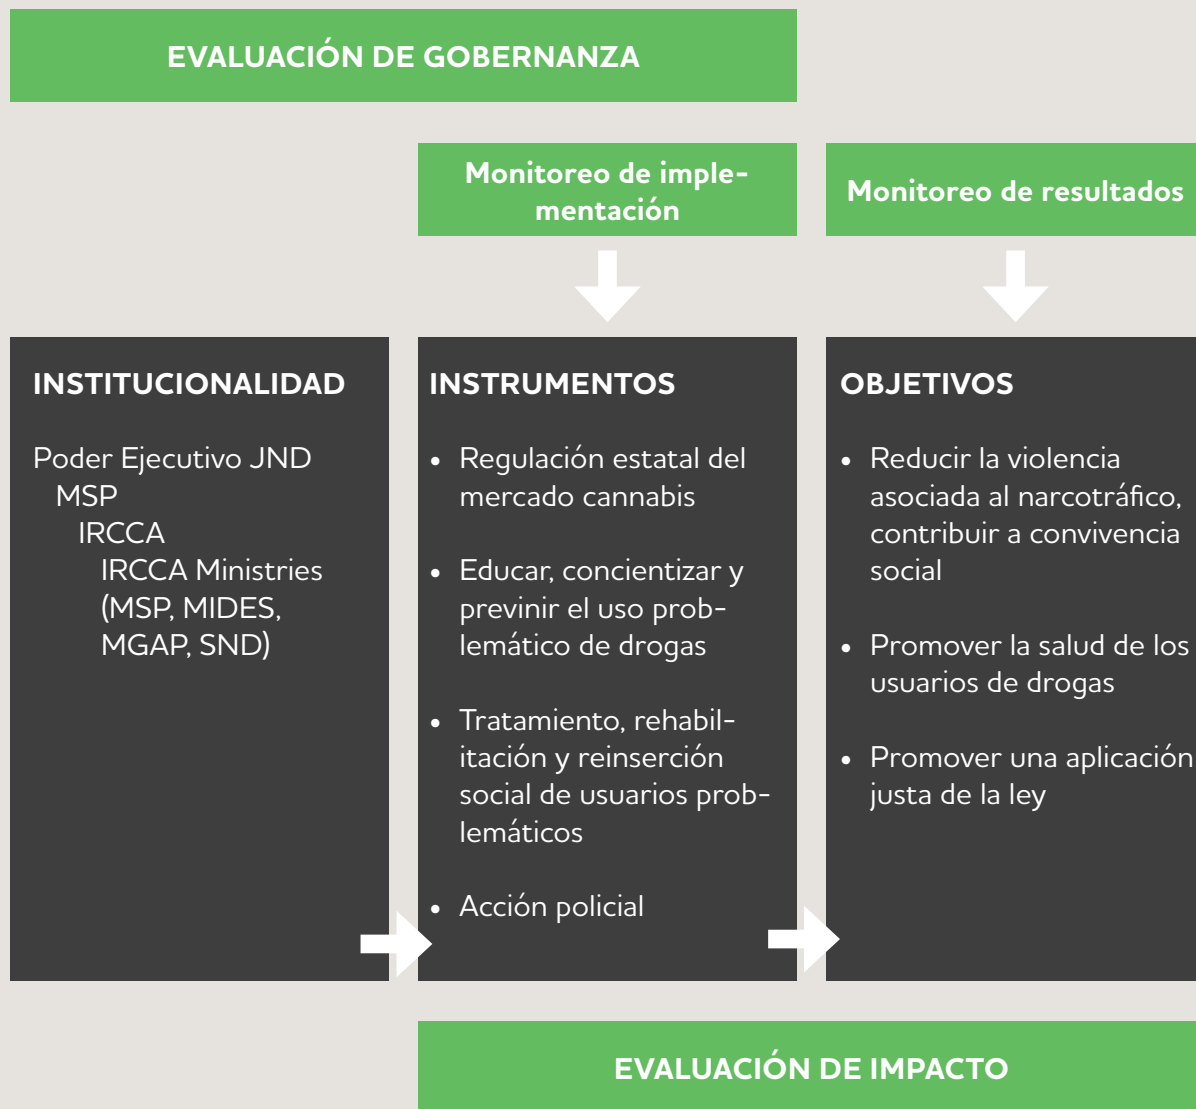 EVALUACIÓN DE GOBERNANZA
Monitoreo de imple-
mentación
Monitoreo de resultados
INSTITUCIONALIDAD
Poder Ejecutivo JND
MSP
IRCCA
IRCCA Ministries
(MSP, MIDES,
MGAP, SND)
INSTRUMENTOS
• Regulación estatal del
mercado cannabis
• Educar, concientizar y
previnir el uso prob-
lemático de drogas
• Tratamiento, rehabil-
itación y reinserción
social de usuarios prob-
lemáticos
• Acción policial
OBJETIVOS
• Reducir la violencia
asociada al narcotráfico,
contribuir a convivencia
social
• Promover la salud de los
usuarios de drogas
• Promover una aplicación
justa de la ley
EVALUACIÓN DE IMPACTO